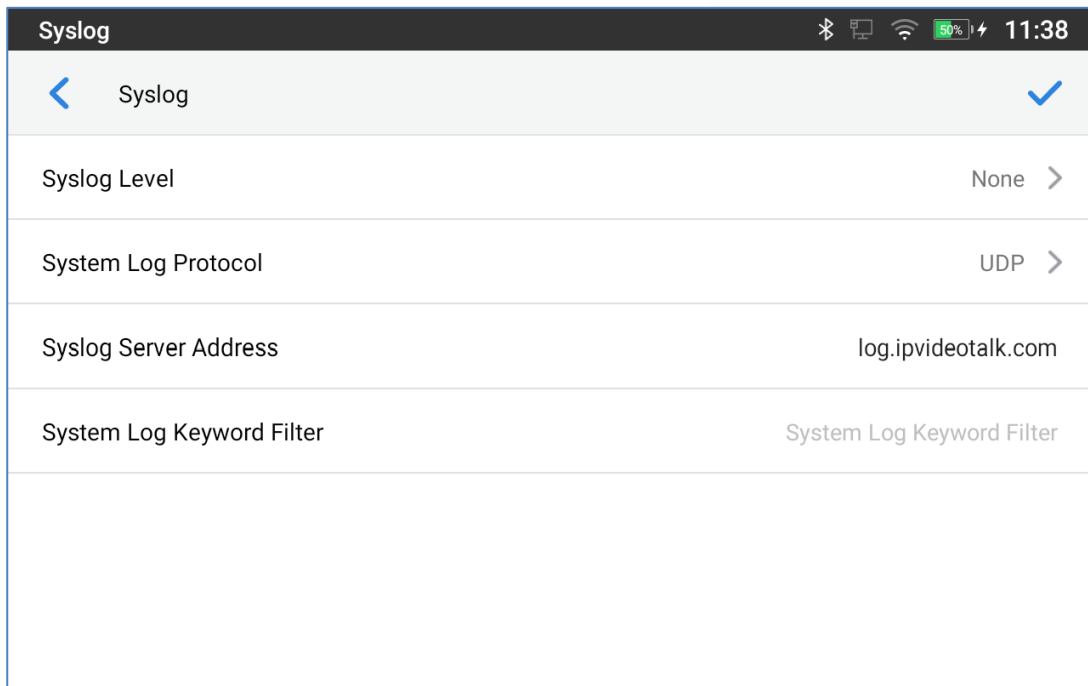 Syslog 50% 11:38
Syslog
Syslog Level None
System Log Protocol UDP
Syslog Server Address log.ipvideotalk.com
System Log Keyword Filter System Log Keyword Filter